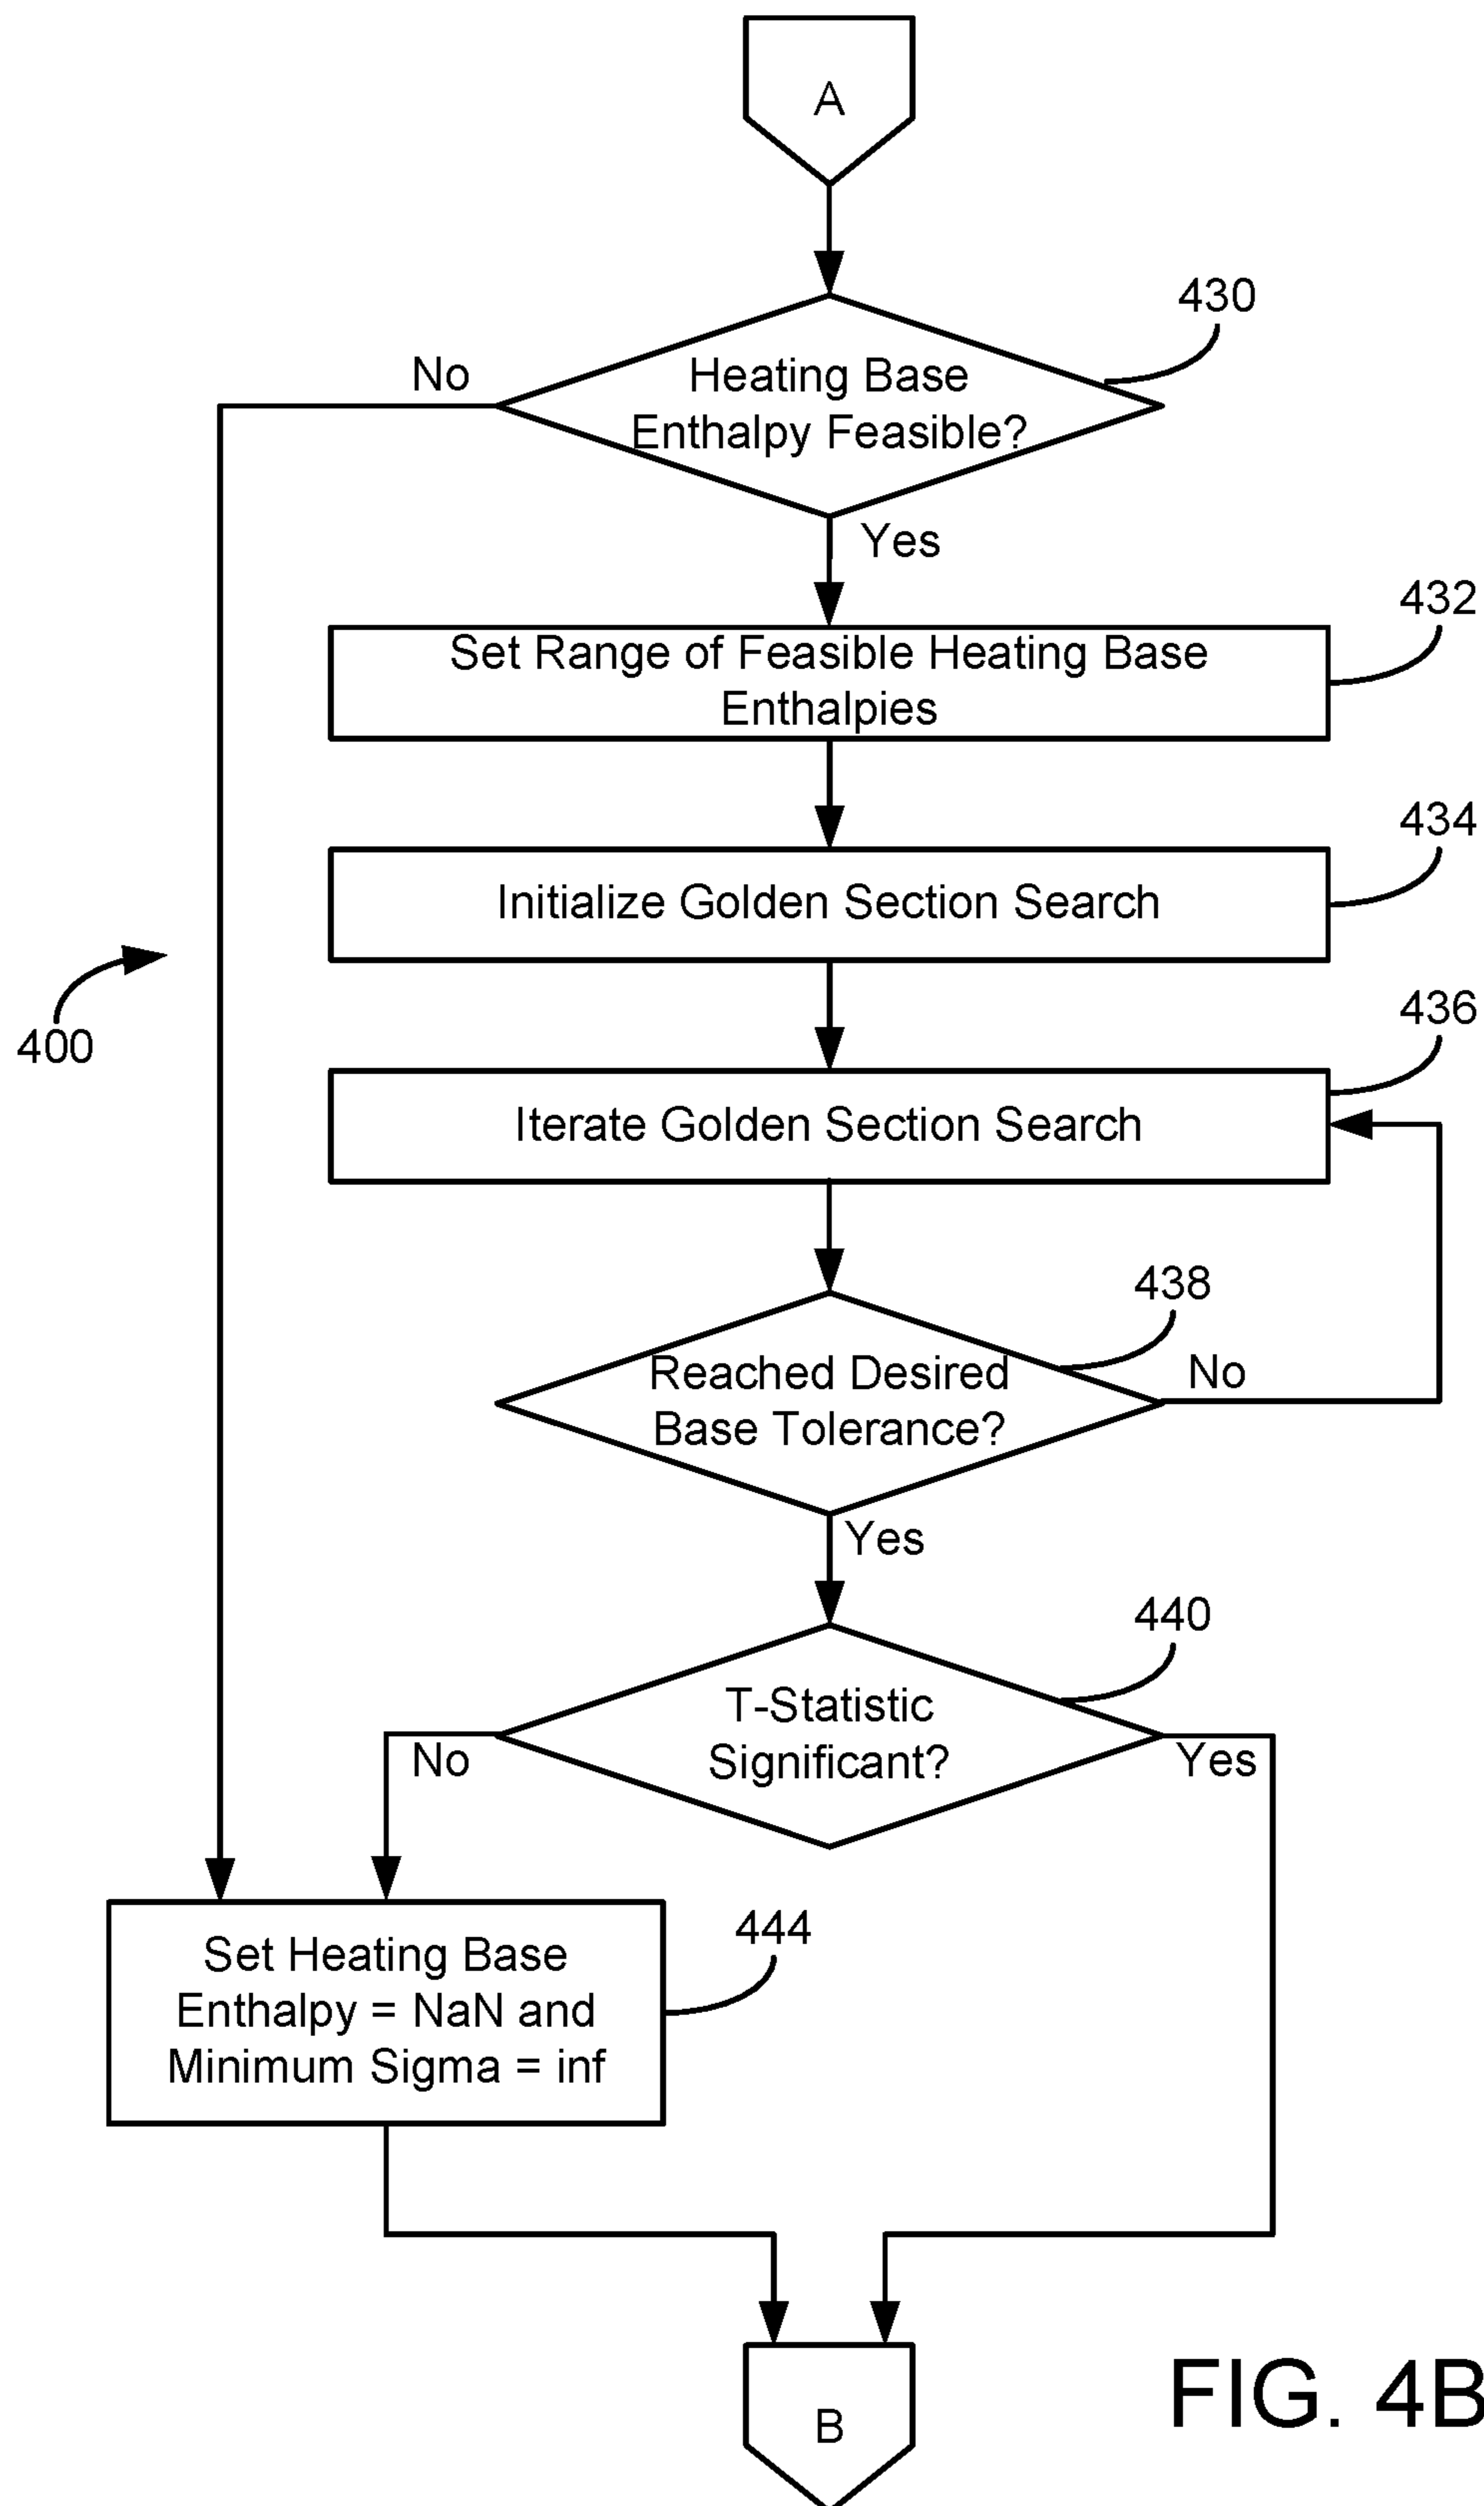 A
430
No
Heating Base
Enthalpy Feasible?
Yes
432
Set Range of Feasible Heating Base
Enthalpies
434
Initialize Golden Section Search
400
436
Iterate Golden Section Search
438
Reached Desired
Base Tolerance?
No
Yes
440
T-Statistic
Significant?
No
Yes
444
Set Heating Base
Enthalpy = NaN and
Minimum Sigma = inf
B
FIG. 4B